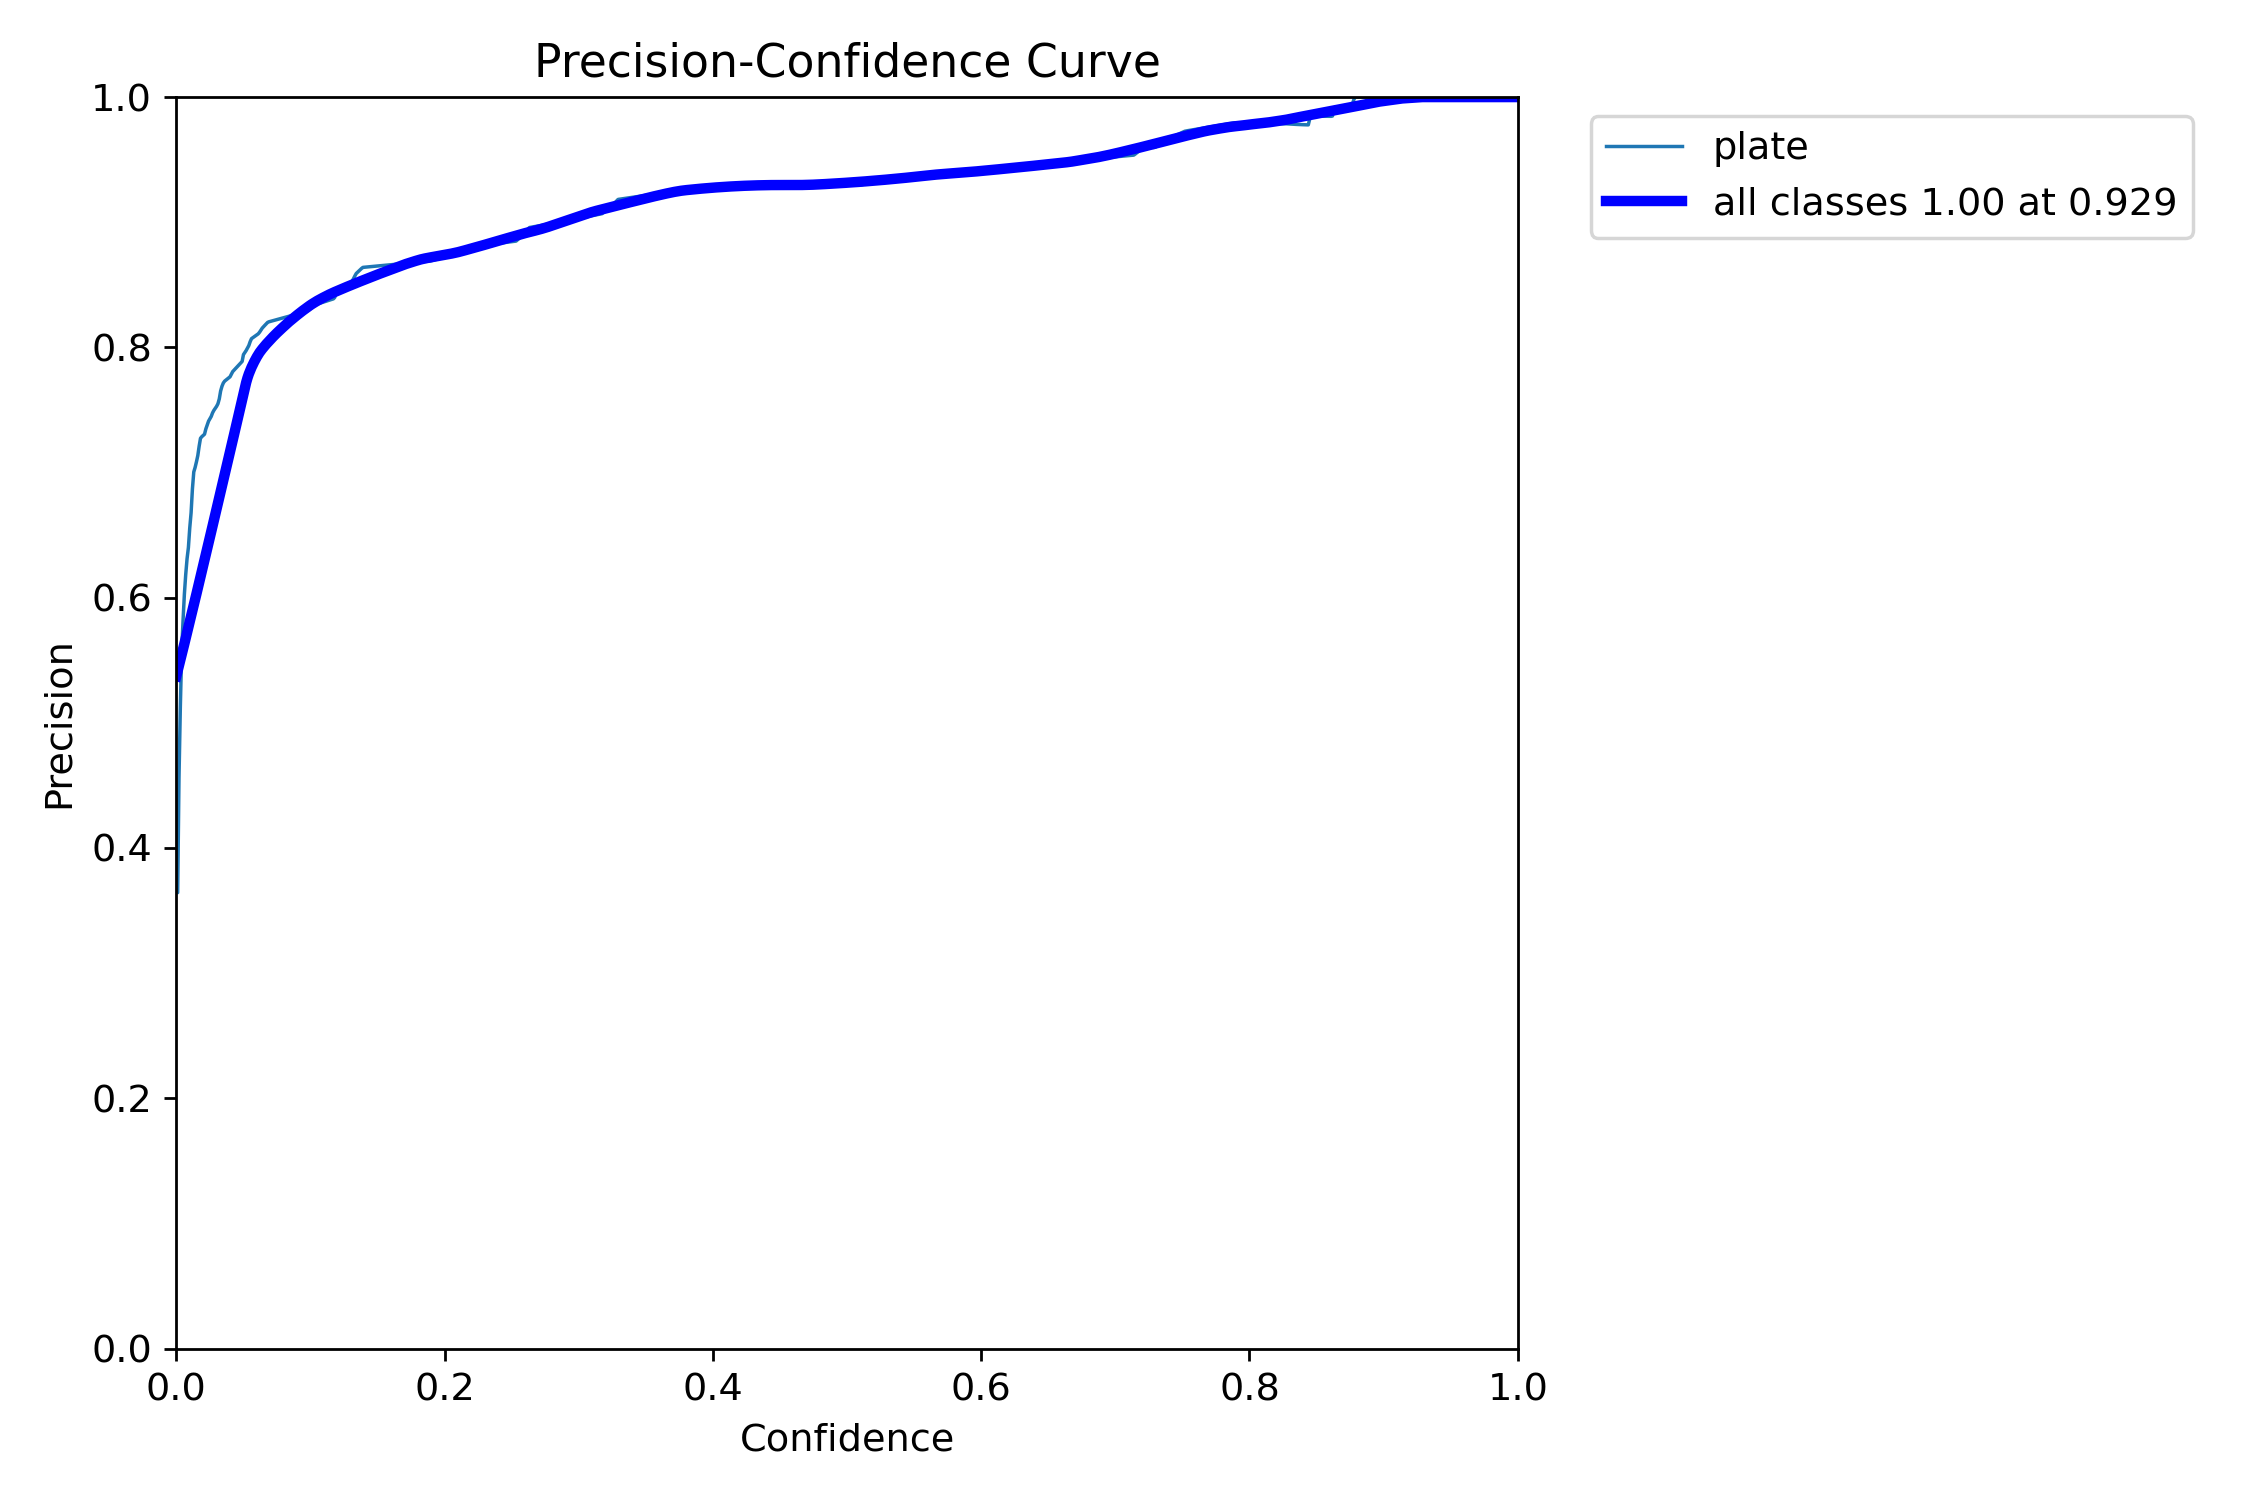 Precision-Confidence Curve
1.0
0.8
0.6
0.4
0.2
0.0
Precision
0.0 0.2 0.4 0.6 0.8 1.0
Confidence
plate
all classes 1.00 at 0.929